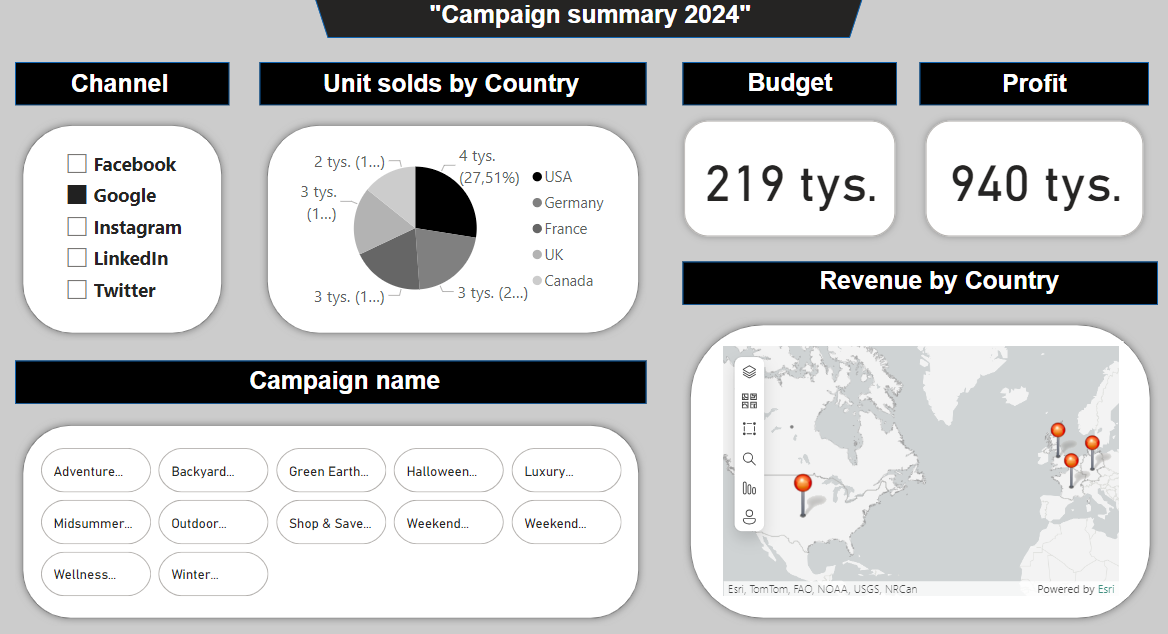 "Campaign summary 2024"
Channel
Unit solds by Country
Budget
Profit
Facebook
Google
Instagram
LinkedIn
Twitter
2 tys. (1...)
4 tys.
(27,51%)
3 tys.
(1...)
3 tys. (1...)
3 tys. (2...)
USA
Germany
France
UK
Canada
219 tys.
940 tys.
Revenue by Country
Campaign name
Adventure...
Backyard...
Green Earth...
Halloween...
Luxury...
Midsummer...
Outdoor...
Shop & Save...
Weekend...
Weekend...
Wellness...
Winter...
Esri, TomTom, FAO, NOAA, USGS, NRCan
Powered by Esri